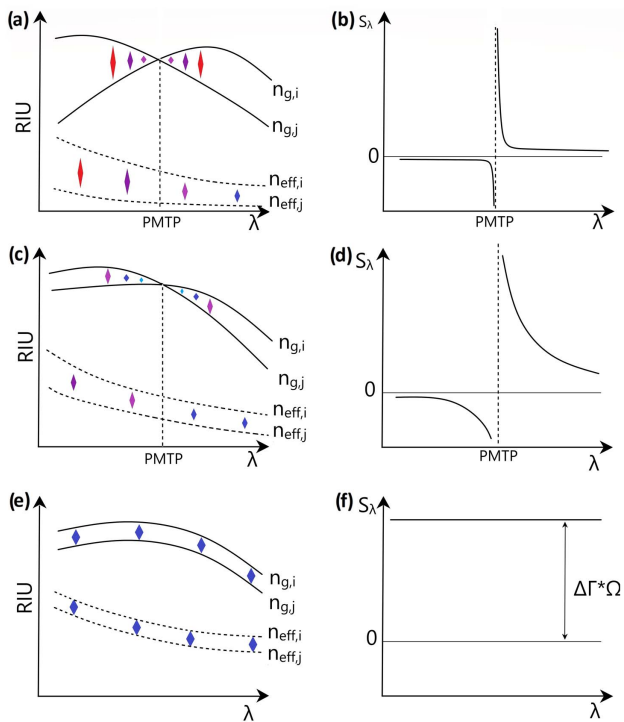 (a)
RIU
n_g,i
n_g,j
n_eff,i
n_eff,j
PMTP
λ
(b)
S_λ
0
PMTP
λ
(c)
RIU
n_g,i
n_g,j
n_eff,i
n_eff,j
PMTP
λ
(d)
S_λ
0
PMTP
λ
(e)
RIU
n_g,i
n_g,j
n_eff,i
n_eff,j
λ
(f)
S_λ
ΔΓ*Ω
0
λ